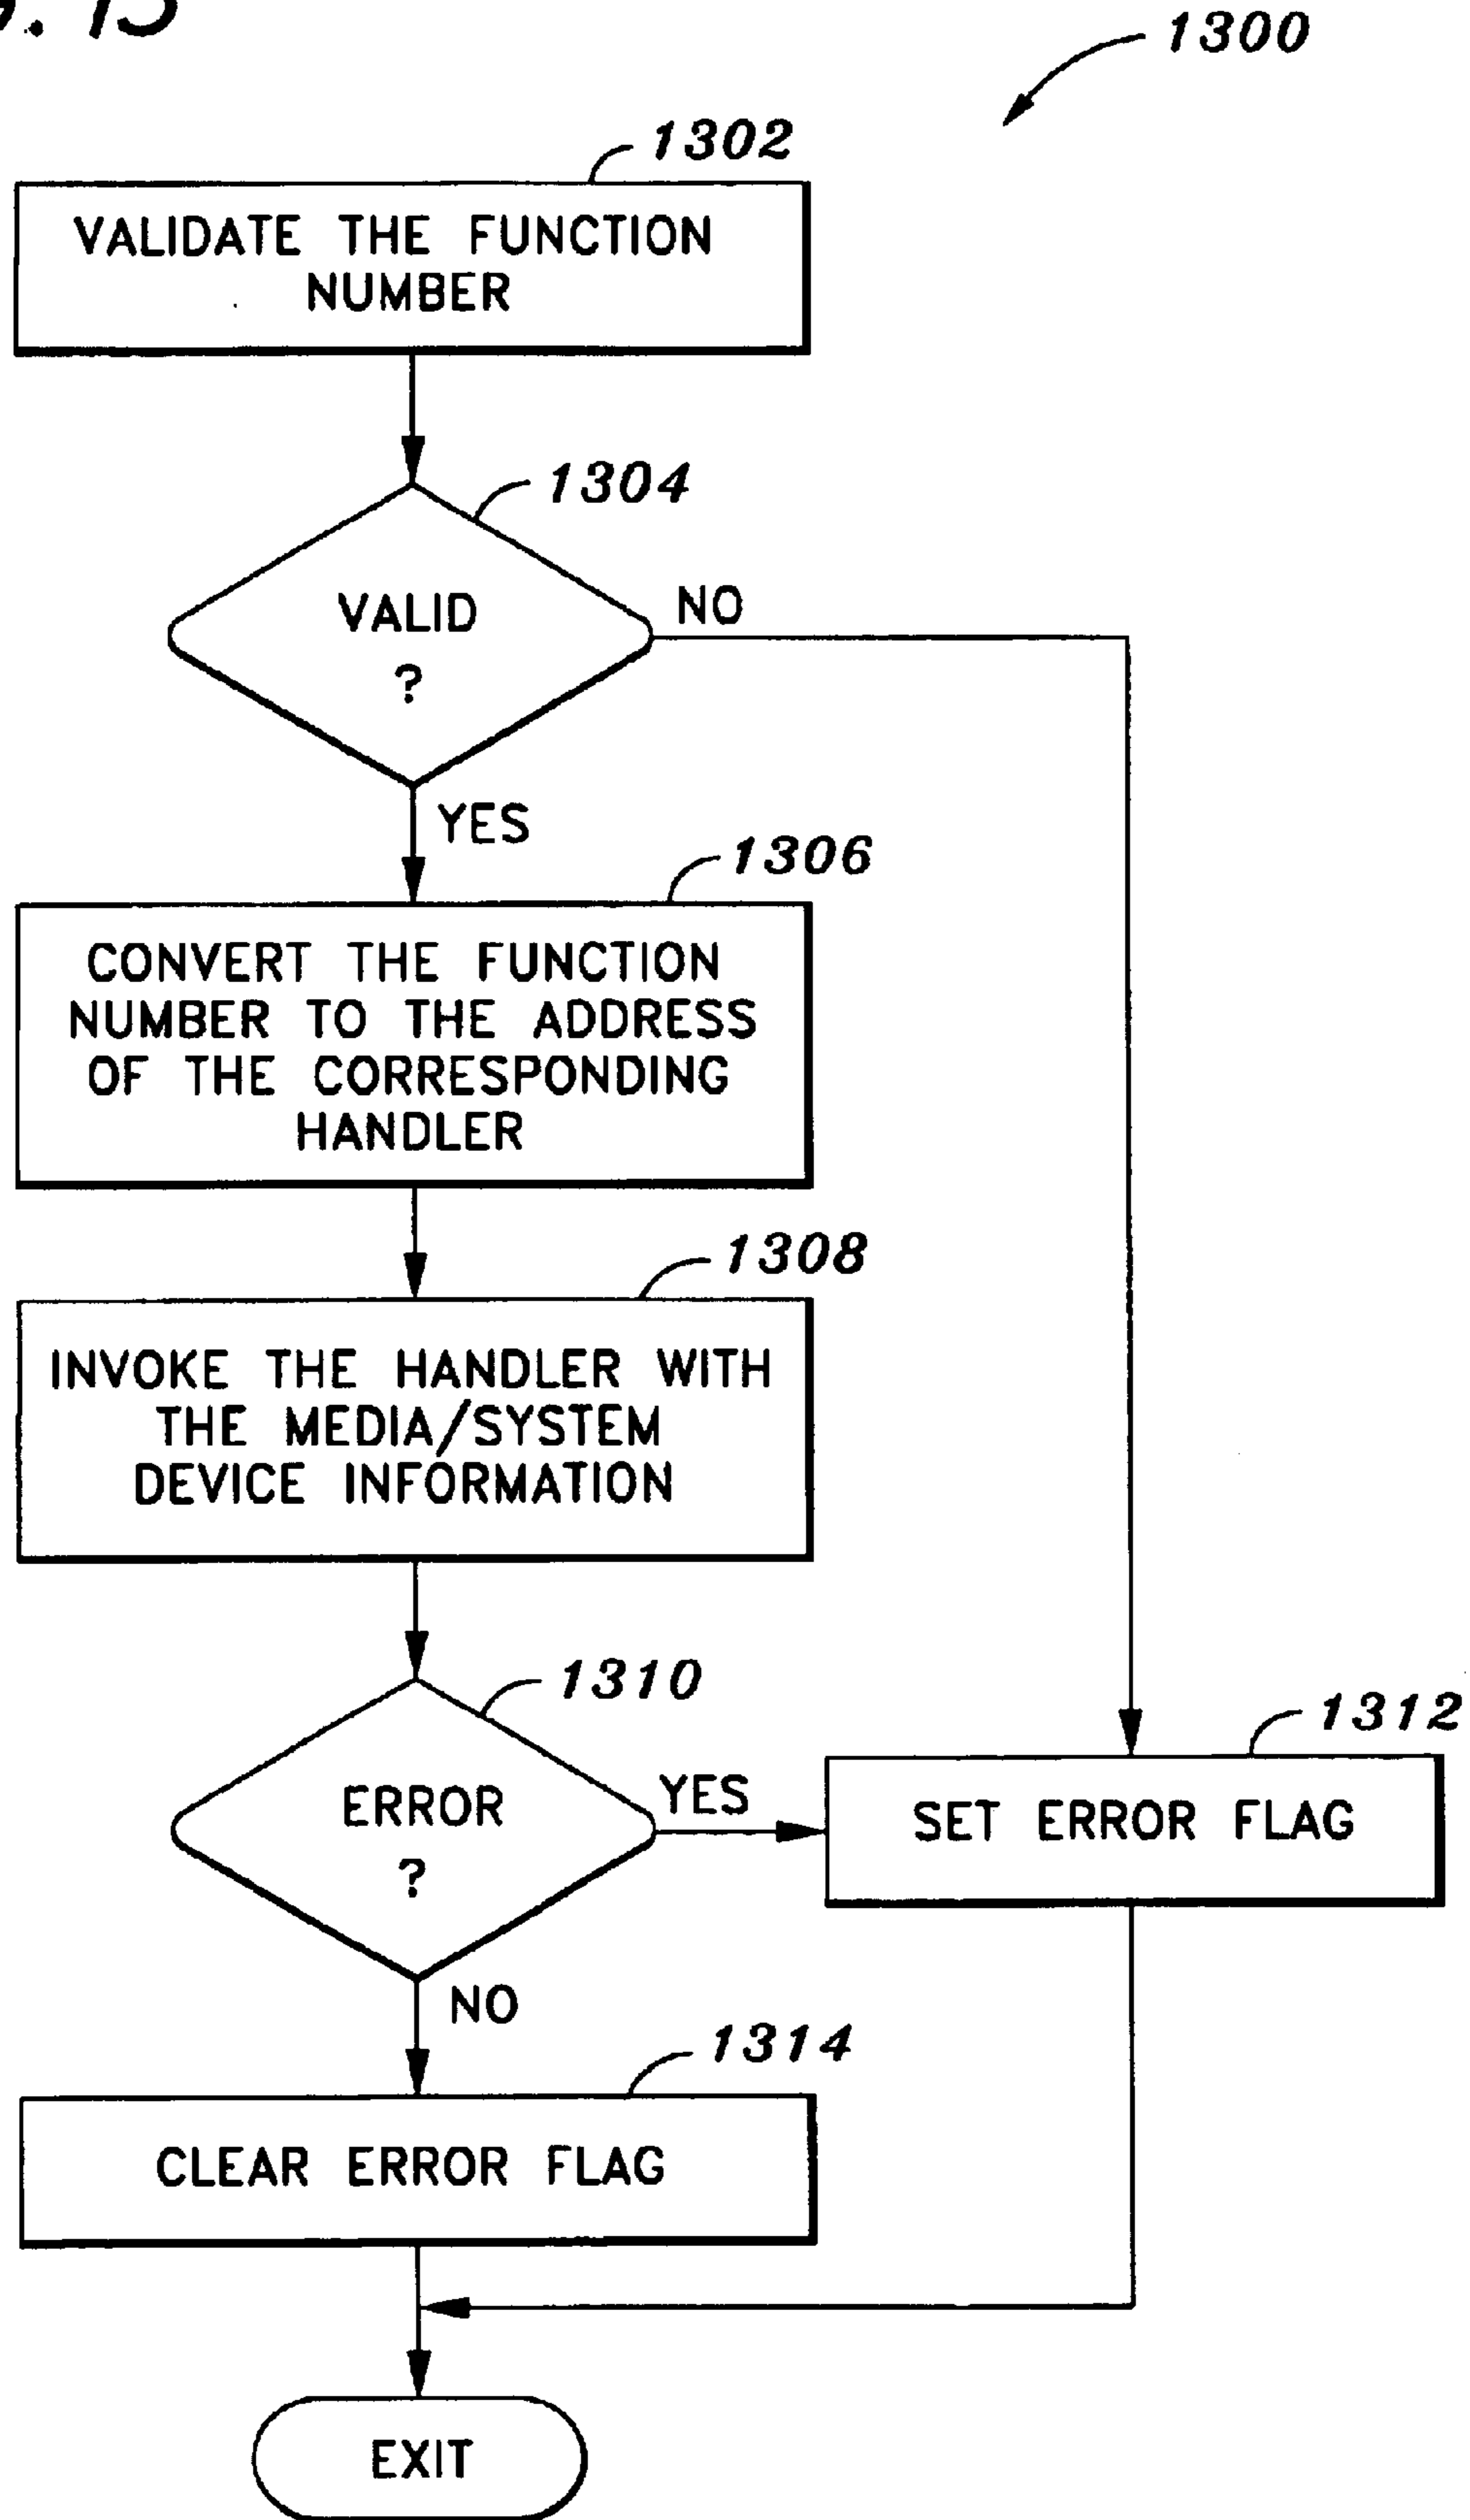 13
1300
1302
VALIDATE THE FUNCTION
NUMBER
1304
VALID
?
NO
YES
1306
CONVERT THE FUNCTION
NUMBER TO THE ADDRESS
OF THE CORRESPONDING
HANDLER
1308
INVOKE THE HANDLER WITH
THE MEDIA/SYSTEM
DEVICE INFORMATION
1310
ERROR
?
YES
1312
SET ERROR FLAG
NO
1314
CLEAR ERROR FLAG
EXIT